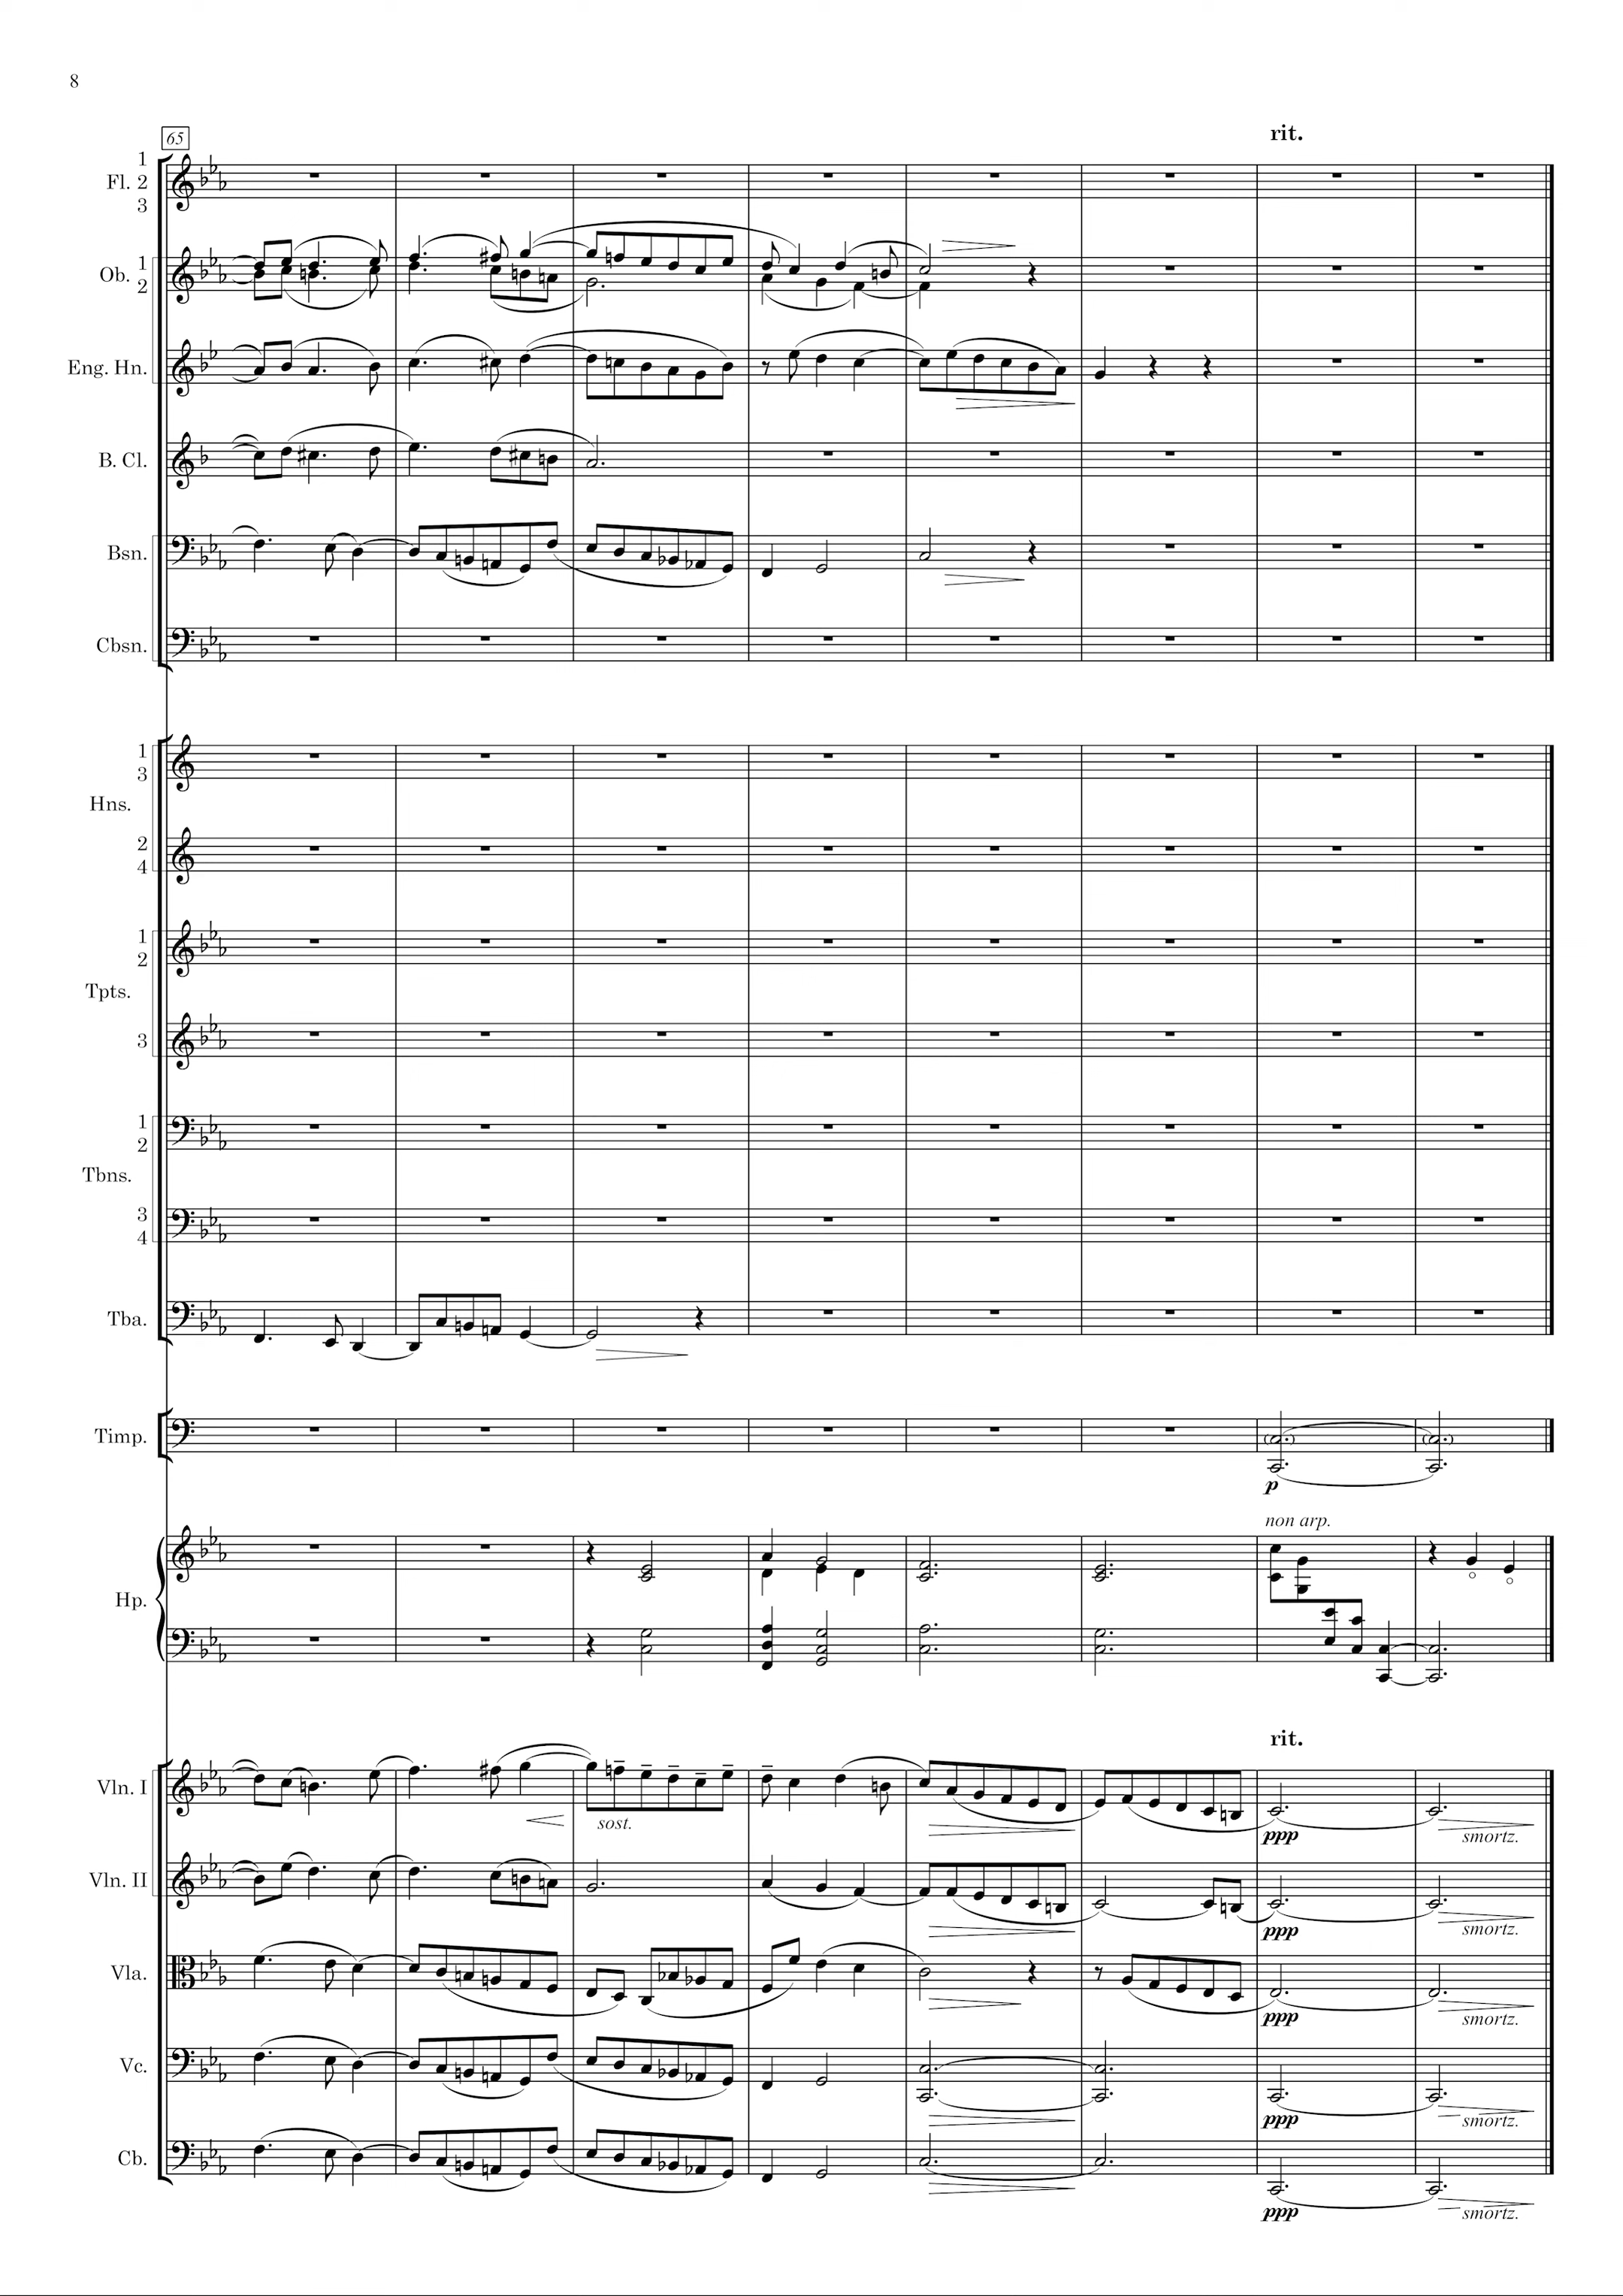 8
65
rit.
1
Fl. 2
3
Ob. 1
2
Eng. Hn.
B. Cl.
Bsn.
Cbsn.
1
3
Hns.
2
4
1
2
Tpts.
3
1
2
Tbns.
3
4
Tba.
Timp.
p
non arp.
Hp.
rit.
Vln. I
sost.
ppp
smortz.
Vln. II
ppp
smortz.
Vla.
ppp
smortz.
Vc.
ppp
smortz.
Cb.
ppp
smortz.